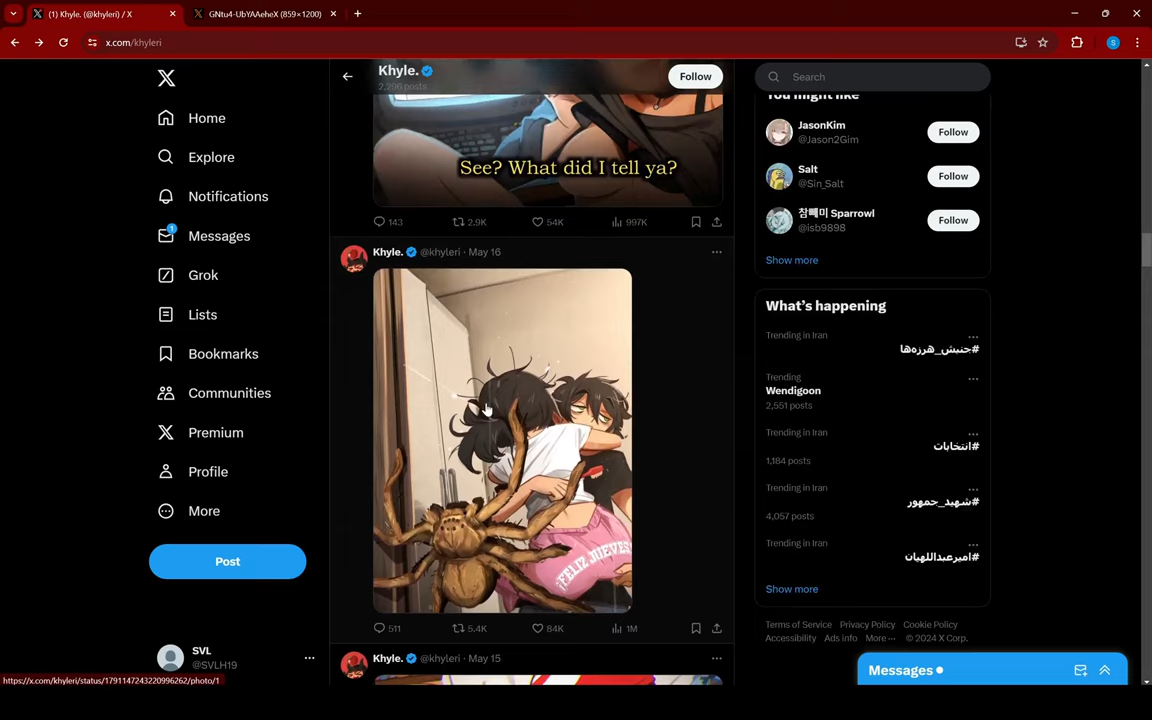 (1) Khyle. (@khyleri) / X
GNtu4-UbYAAeheX (859×1200)
x.com/khyleri
S
Khyle.
2,296 posts
Follow
Search
You might like
Home
Explore
Notifications
1
Messages
Grok
Lists
Bookmarks
Communities
Premium
Profile
More
Post
SVL
@SVLH19
See? What did I tell ya?
143
2.9K
54K
997K
Khyle. @khyleri · May 16
¡FELIZ JUEVES!
511
5.4K
84K
1M
Khyle. @khyleri · May 15
JasonKim
@Jason2Gim
Follow
Salt
@Sin_Salt
Follow
참빼미 Sparrowl
@isb9898
Follow
Show more
What's happening
Trending in Iran
#جنبش_هرزه‌ها
Trending
Wendigoon
2,551 posts
Trending in Iran
#انتخابات
1,184 posts
Trending in Iran
#شهید_جمهور
4,057 posts
Trending in Iran
#امیرعبداللهیان
Show more
Terms of Service Privacy Policy Cookie Policy
Accessibility Ads info More ··· © 2024 X Corp.
Messages
https://x.com/khyleri/status/1791147243220996262/photo/1